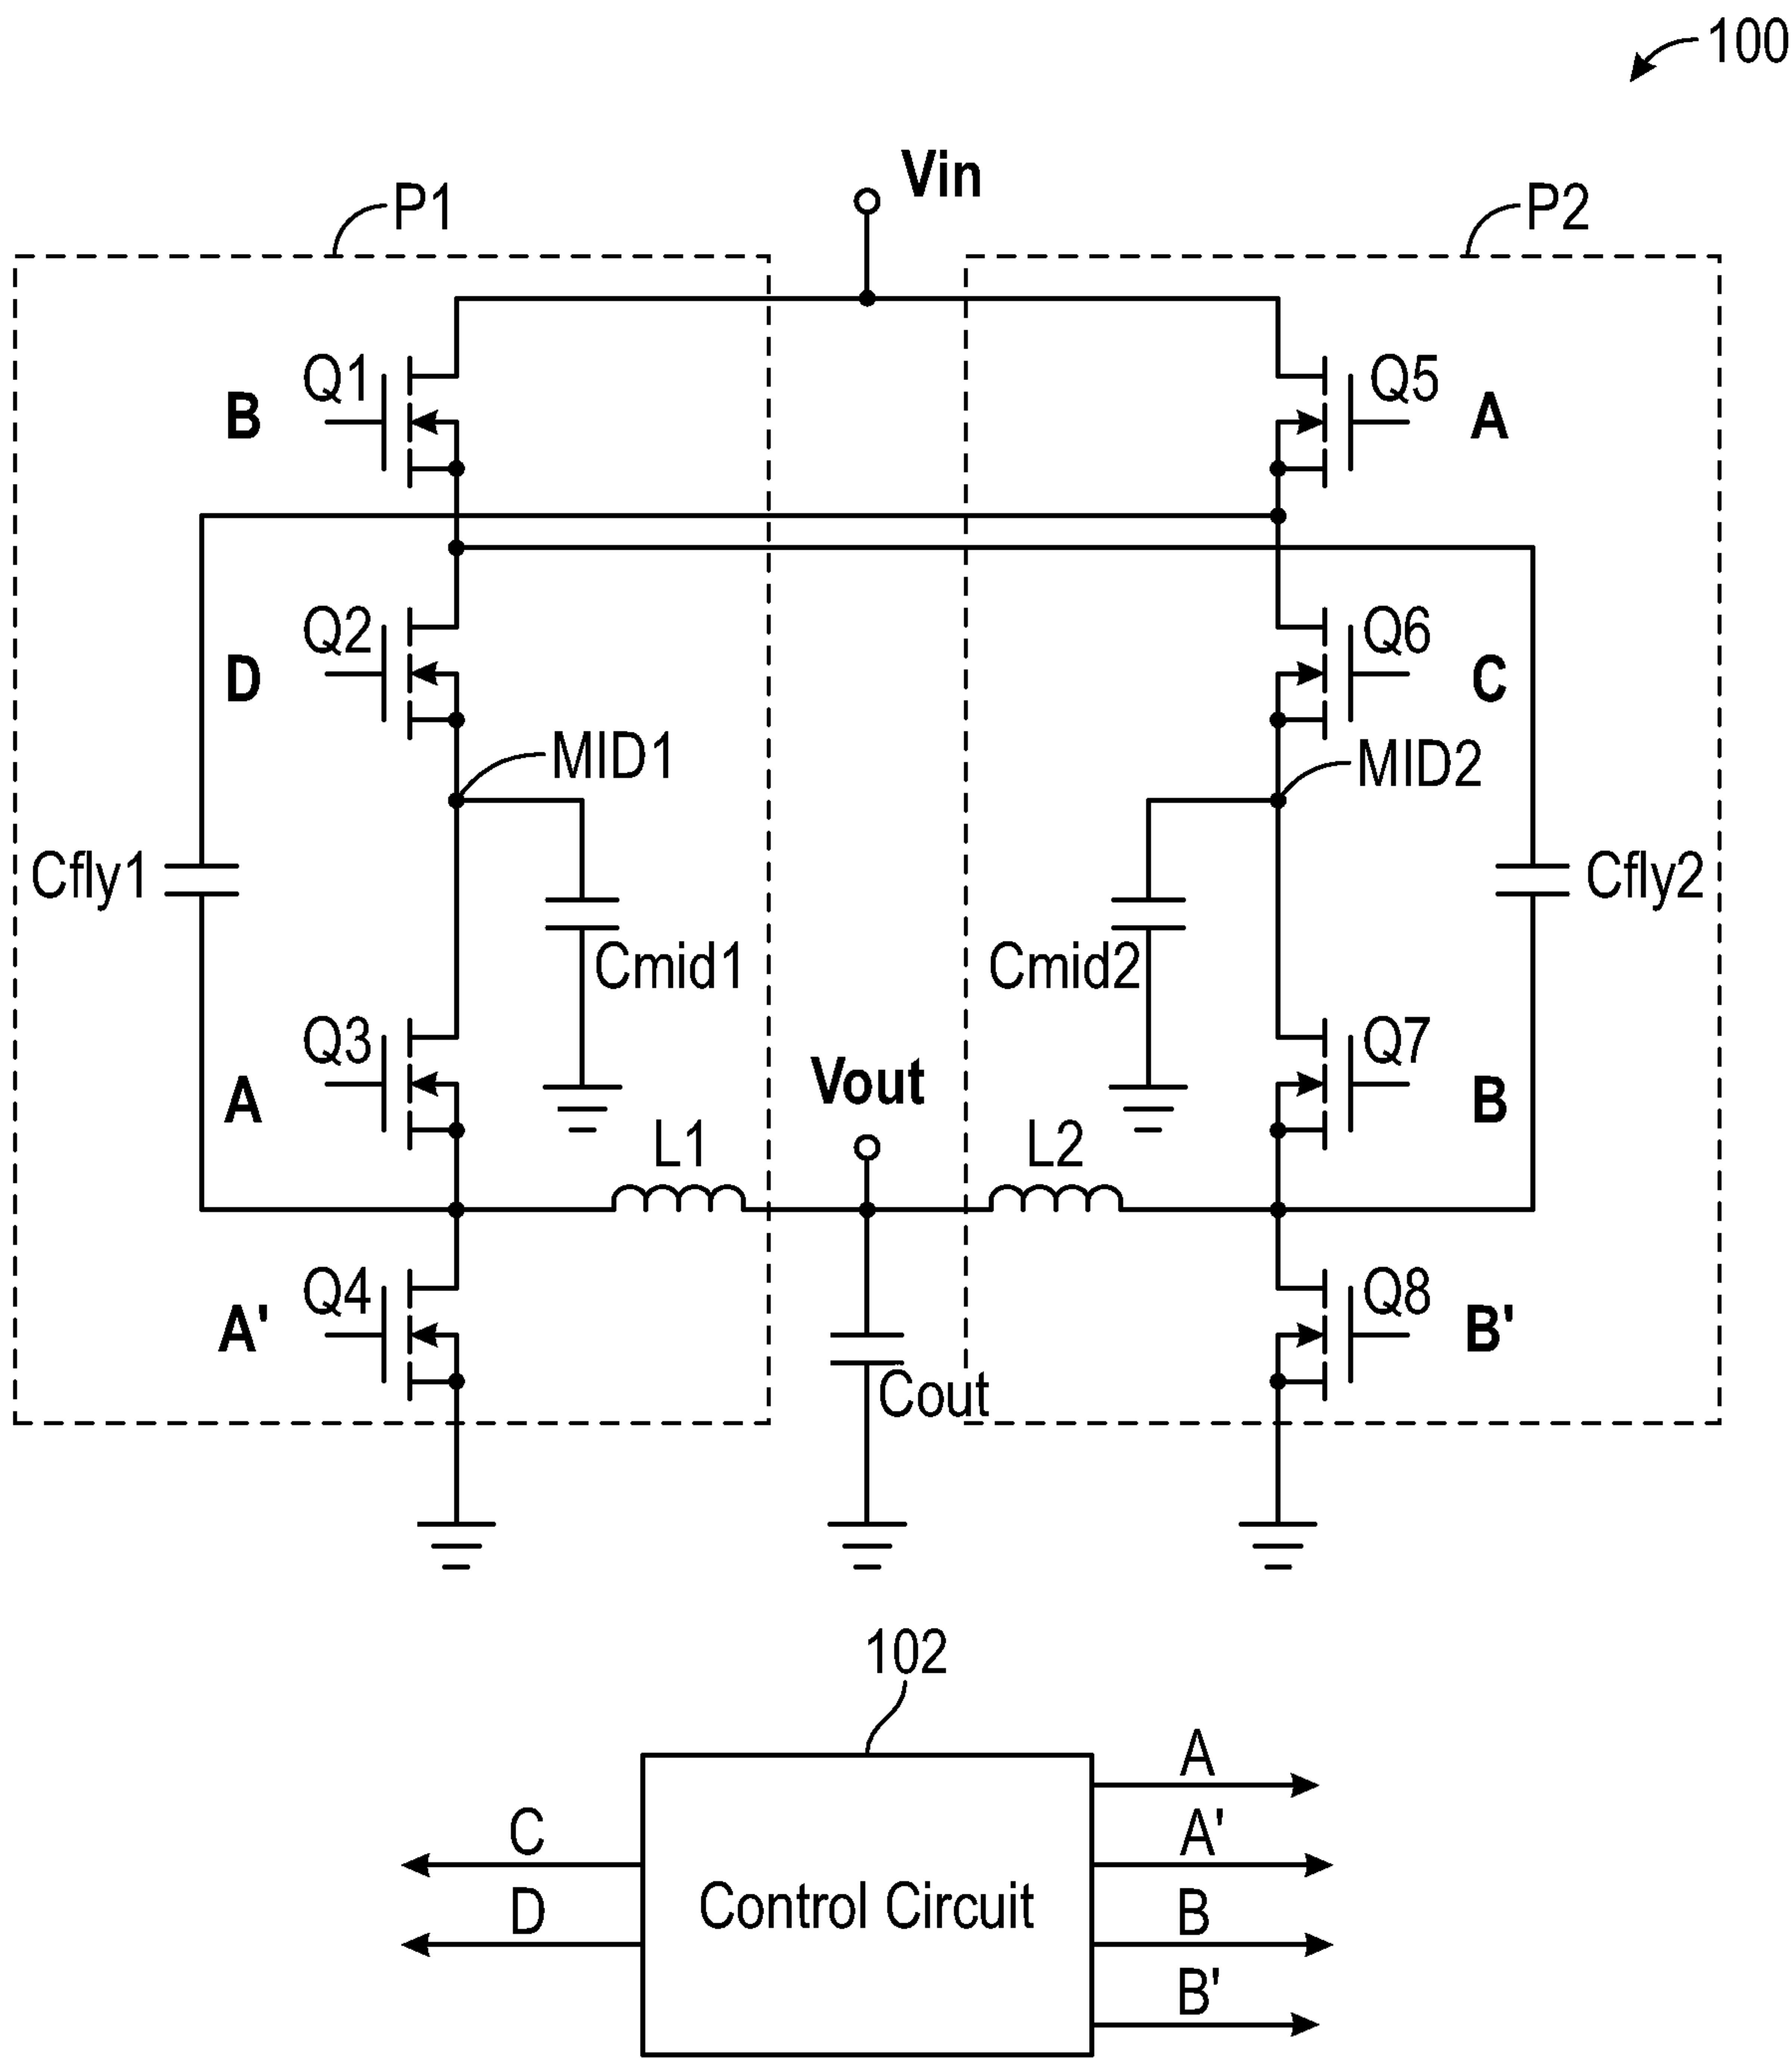 100
Vin
P1
P2
Q1
B
Q5
A
Q2
D
Q6
C
MID1
MID2
Cfly1
Cmid1
Cmid2
Cfly2
Q3
A
Vout
Q7
B
L1
L2
Q4
A'
Q8
B'
Cout
102
A
C
A'
Control Circuit
D
B
B'